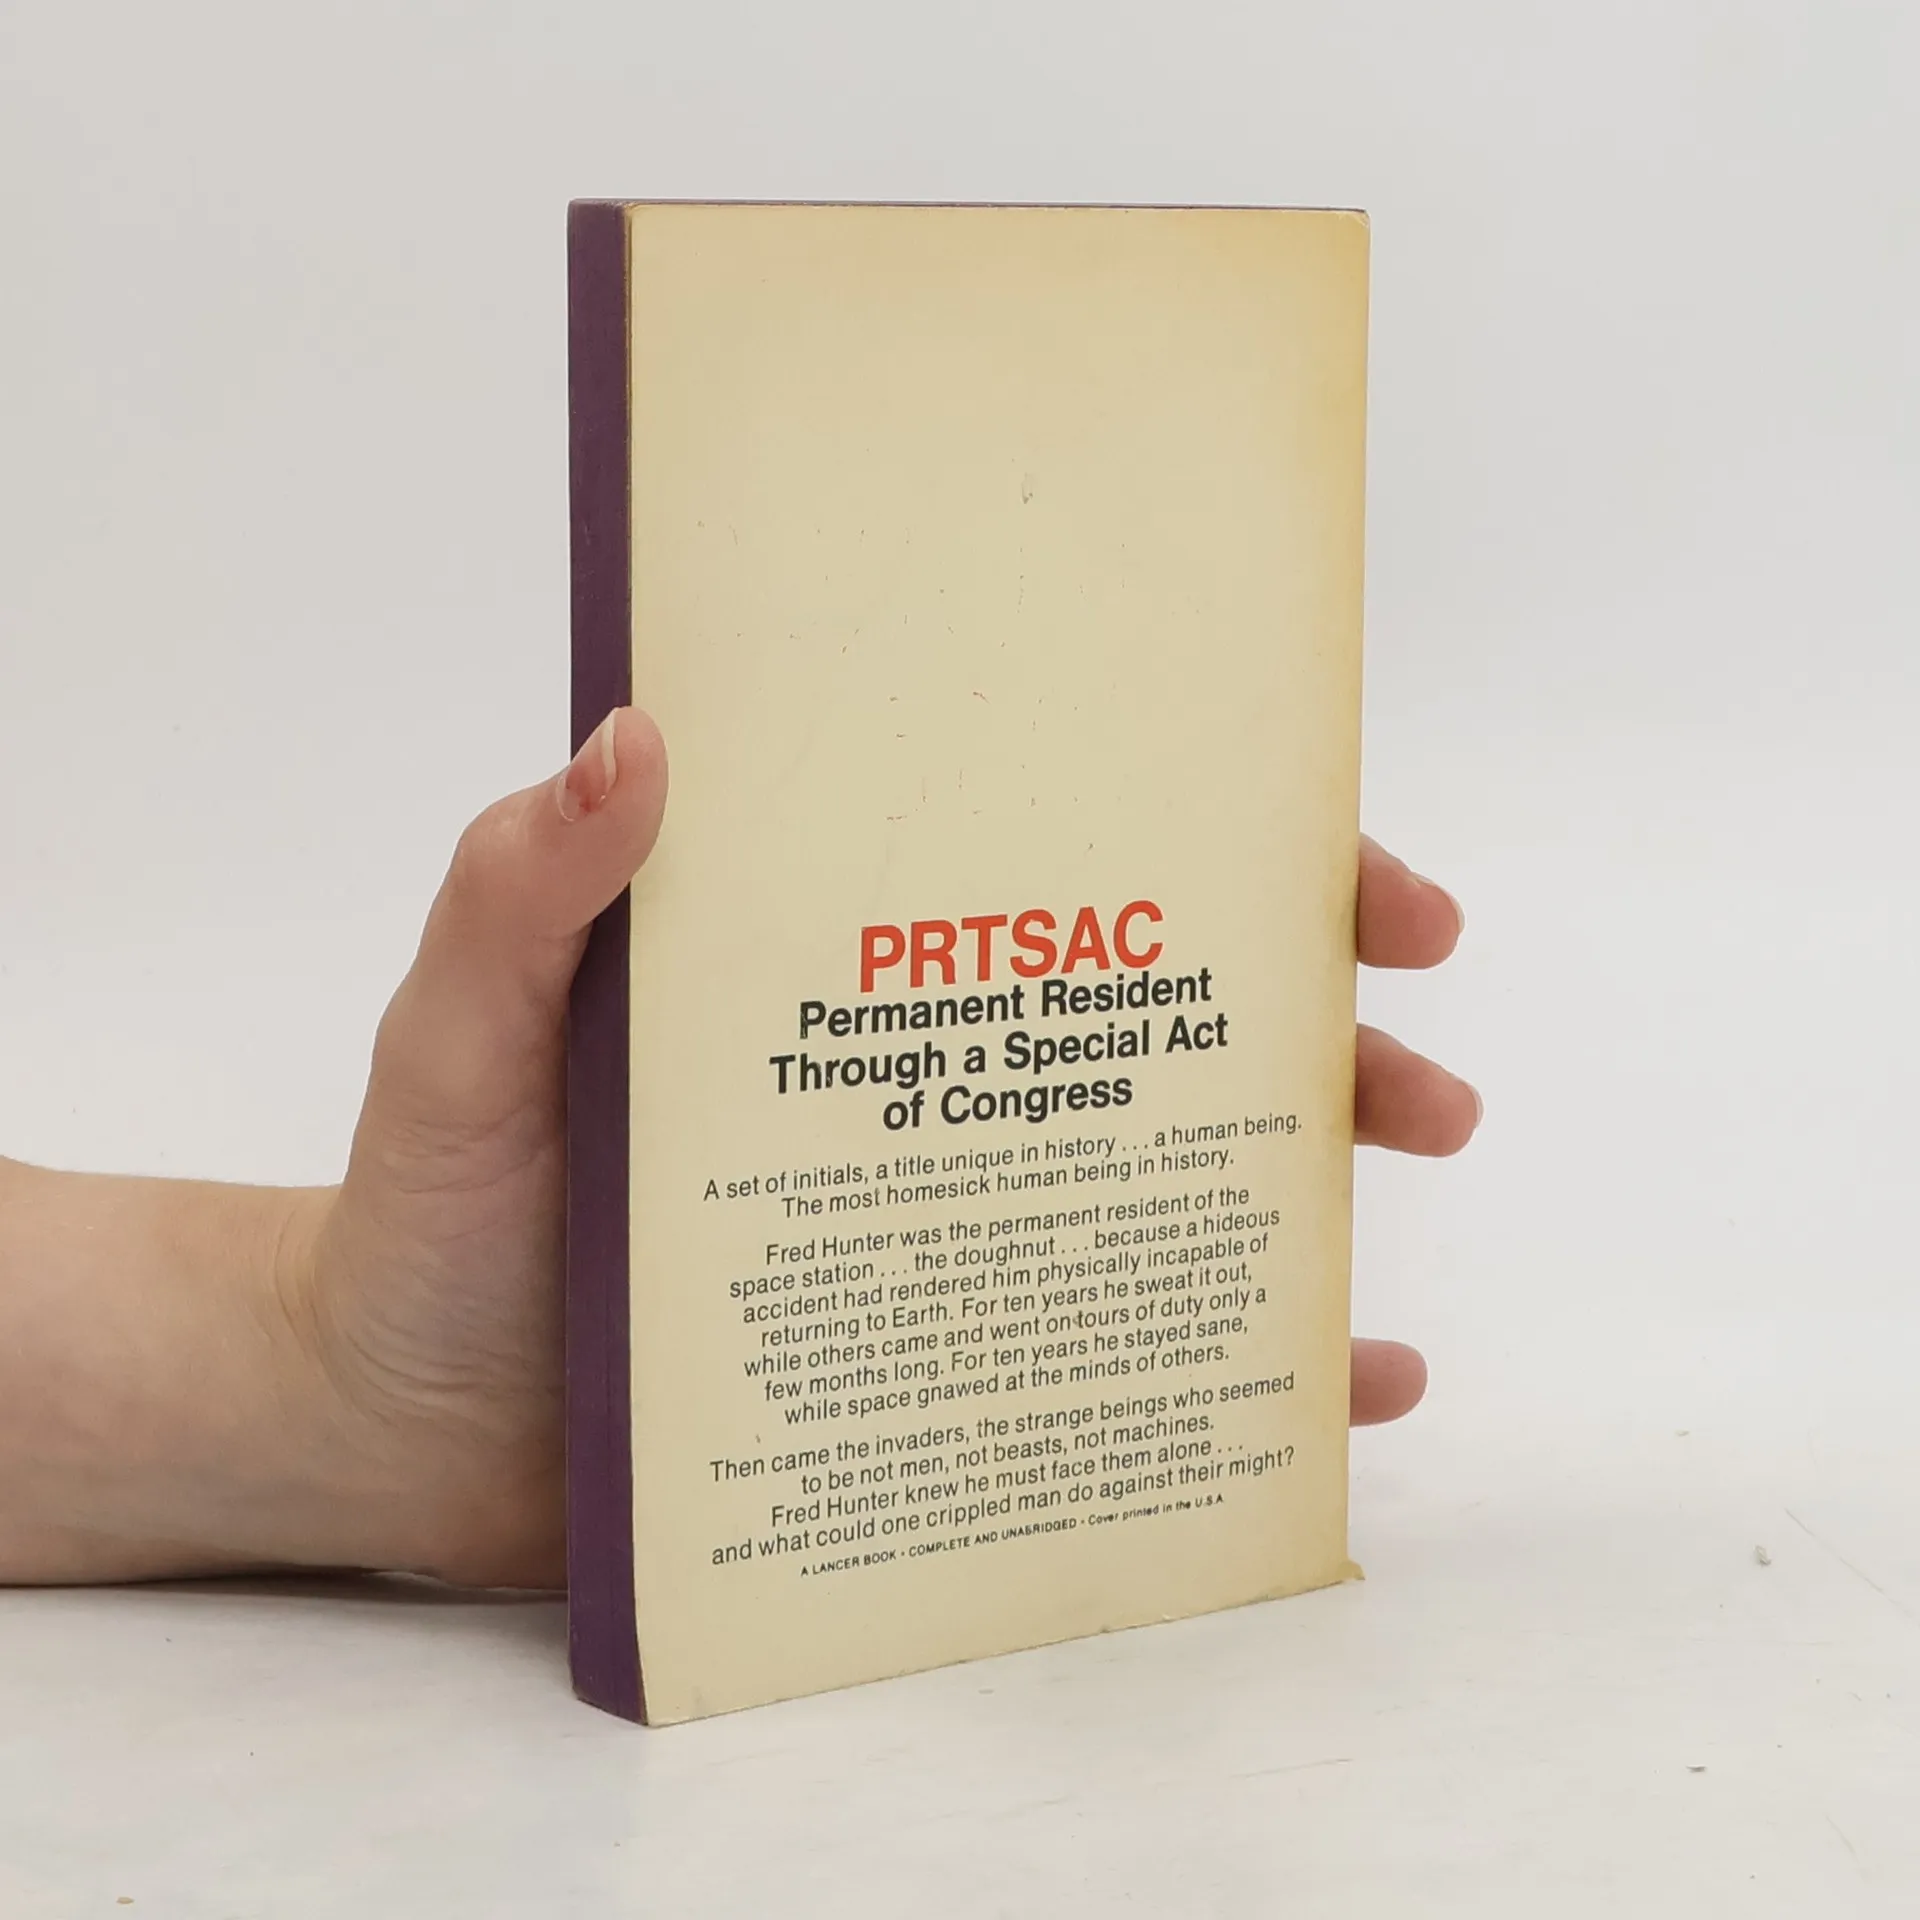 PRTSAC
Permanent Resident
Through a Special Act
of Congress
A set of initials, a title unique in history . . . a human being.
The most homesick human being in history.
Fred Hunter was the permanent resident of the
space station . . . the doughnut . . . because a hideous
accident had rendered him physically incapable of
returning to Earth. For ten years he sweat it out,
while others came and went on tours of duty only a
few months long. For ten years he stayed sane,
while space gnawed at the minds of others.
Then came the invaders, the strange beings who seemed
to be not men, not beasts, not machines.
Fred Hunter knew he must face them alone . . .
and what could one crippled man do against their might?
A LANCER BOOK • COMPLETE AND UNABRIDGED • Cover printed in the U.S.A.